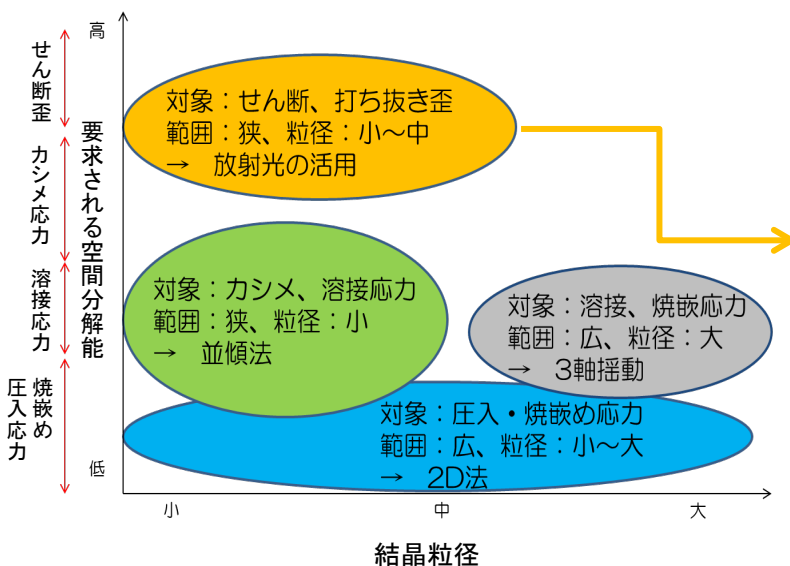 高
せん断歪
カシメ応力
溶接応力
焼嵌め
圧入応力
要求される空間分解能
対象：せん断、打ち抜き歪
範囲：狭、粒径：小～中
→ 放射光の活用
対象：カシメ、溶接応力
範囲：狭、粒径：小
→ 並傾法
対象：溶接、焼嵌応力
範囲：広、粒径：大
→ 3軸揺動
対象：圧入・焼嵌め応力
範囲：広、粒径：小～大
→ 2D法
低
小
中
大
結晶粒径